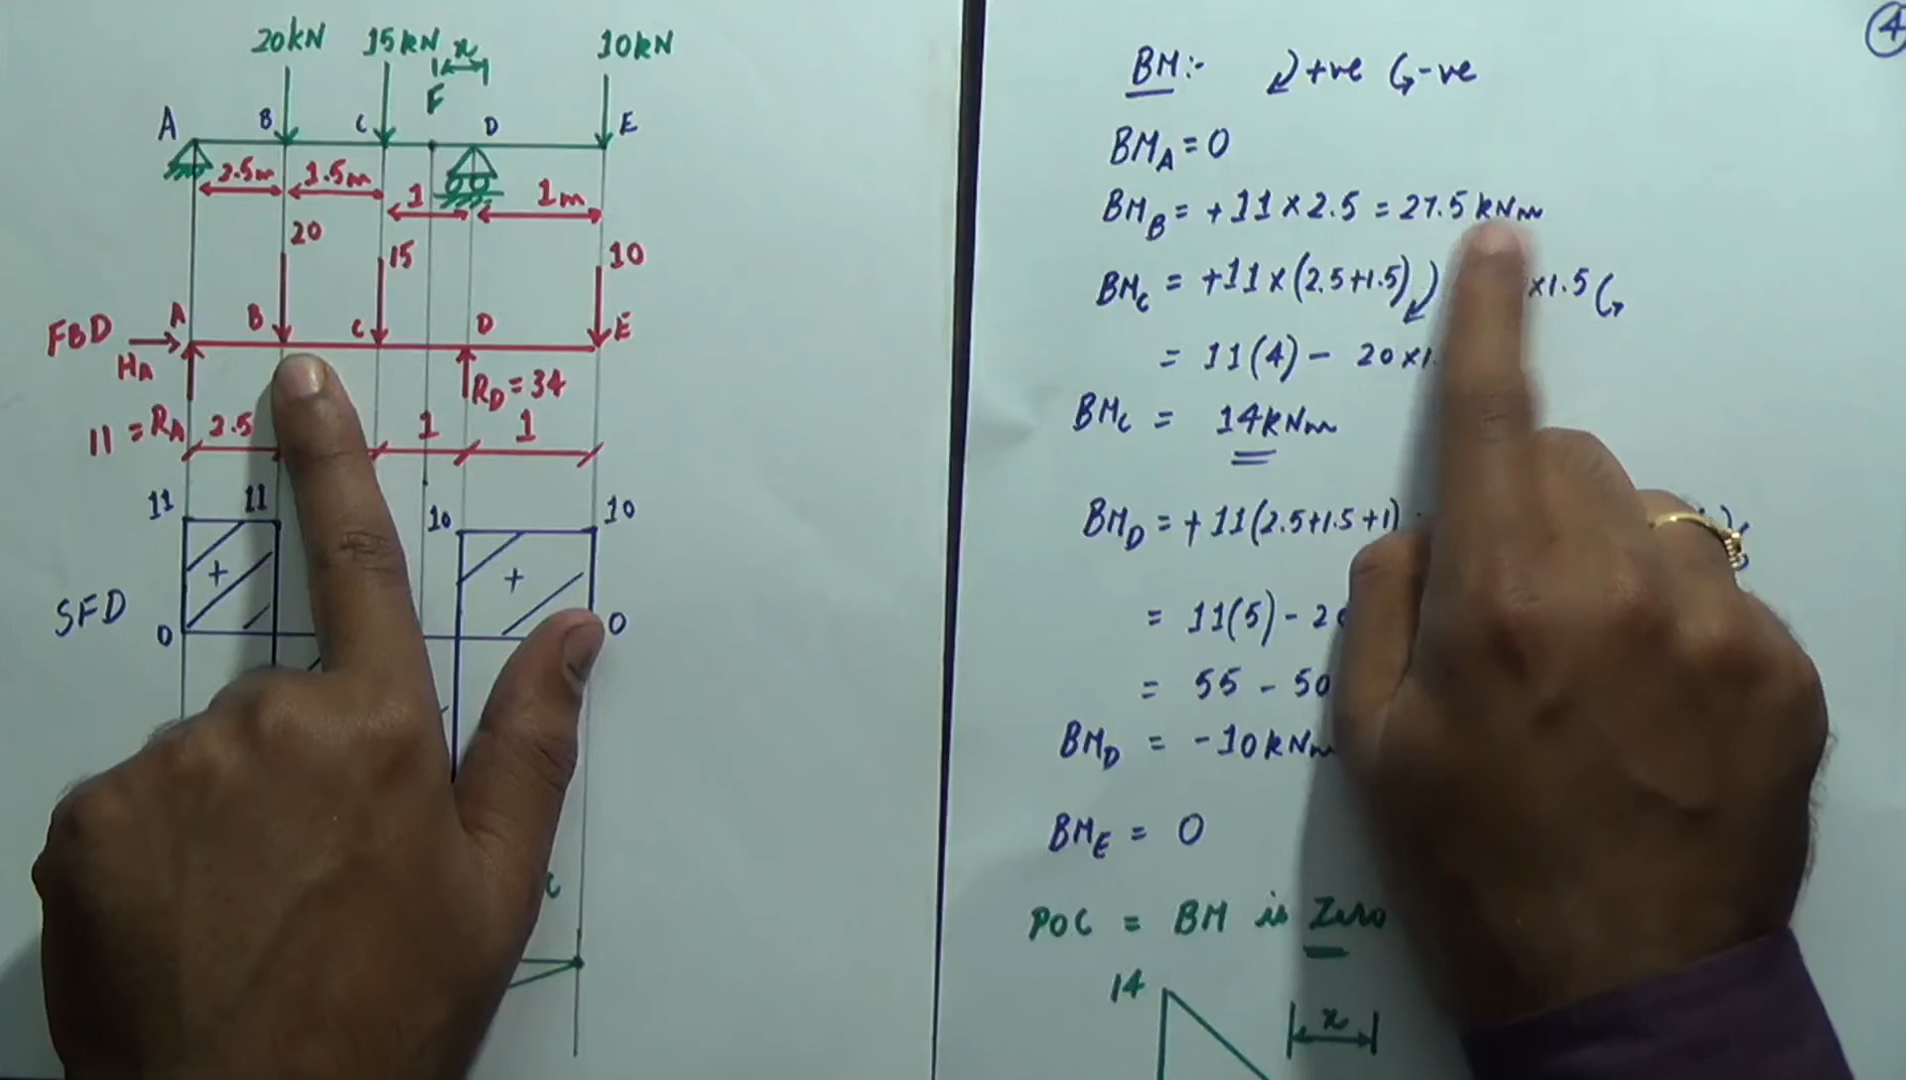 20kN 15kN x 10kN
F
A B C D E
2.5m 1.5m 1 1m
20 15 10
FBD A B C D E
HA
11 = RA 2.5 1 RD = 34 1
11 11 10 10
+ +
SFD 0 0
C
4
BM:- +ve -ve
BMA = 0
BMB = +11 × 2.5 = 27.5 kNm
BMC = +11 × (2.5+1.5) ×1.5
= 11(4) - 20 ×1.
BMC = 14kNm
BMD = + 11(2.5+1.5+1)
= 11(5) - 20
= 55 - 50
BMD = -10kNm
BME = 0
POC = BM is Zero
14 x